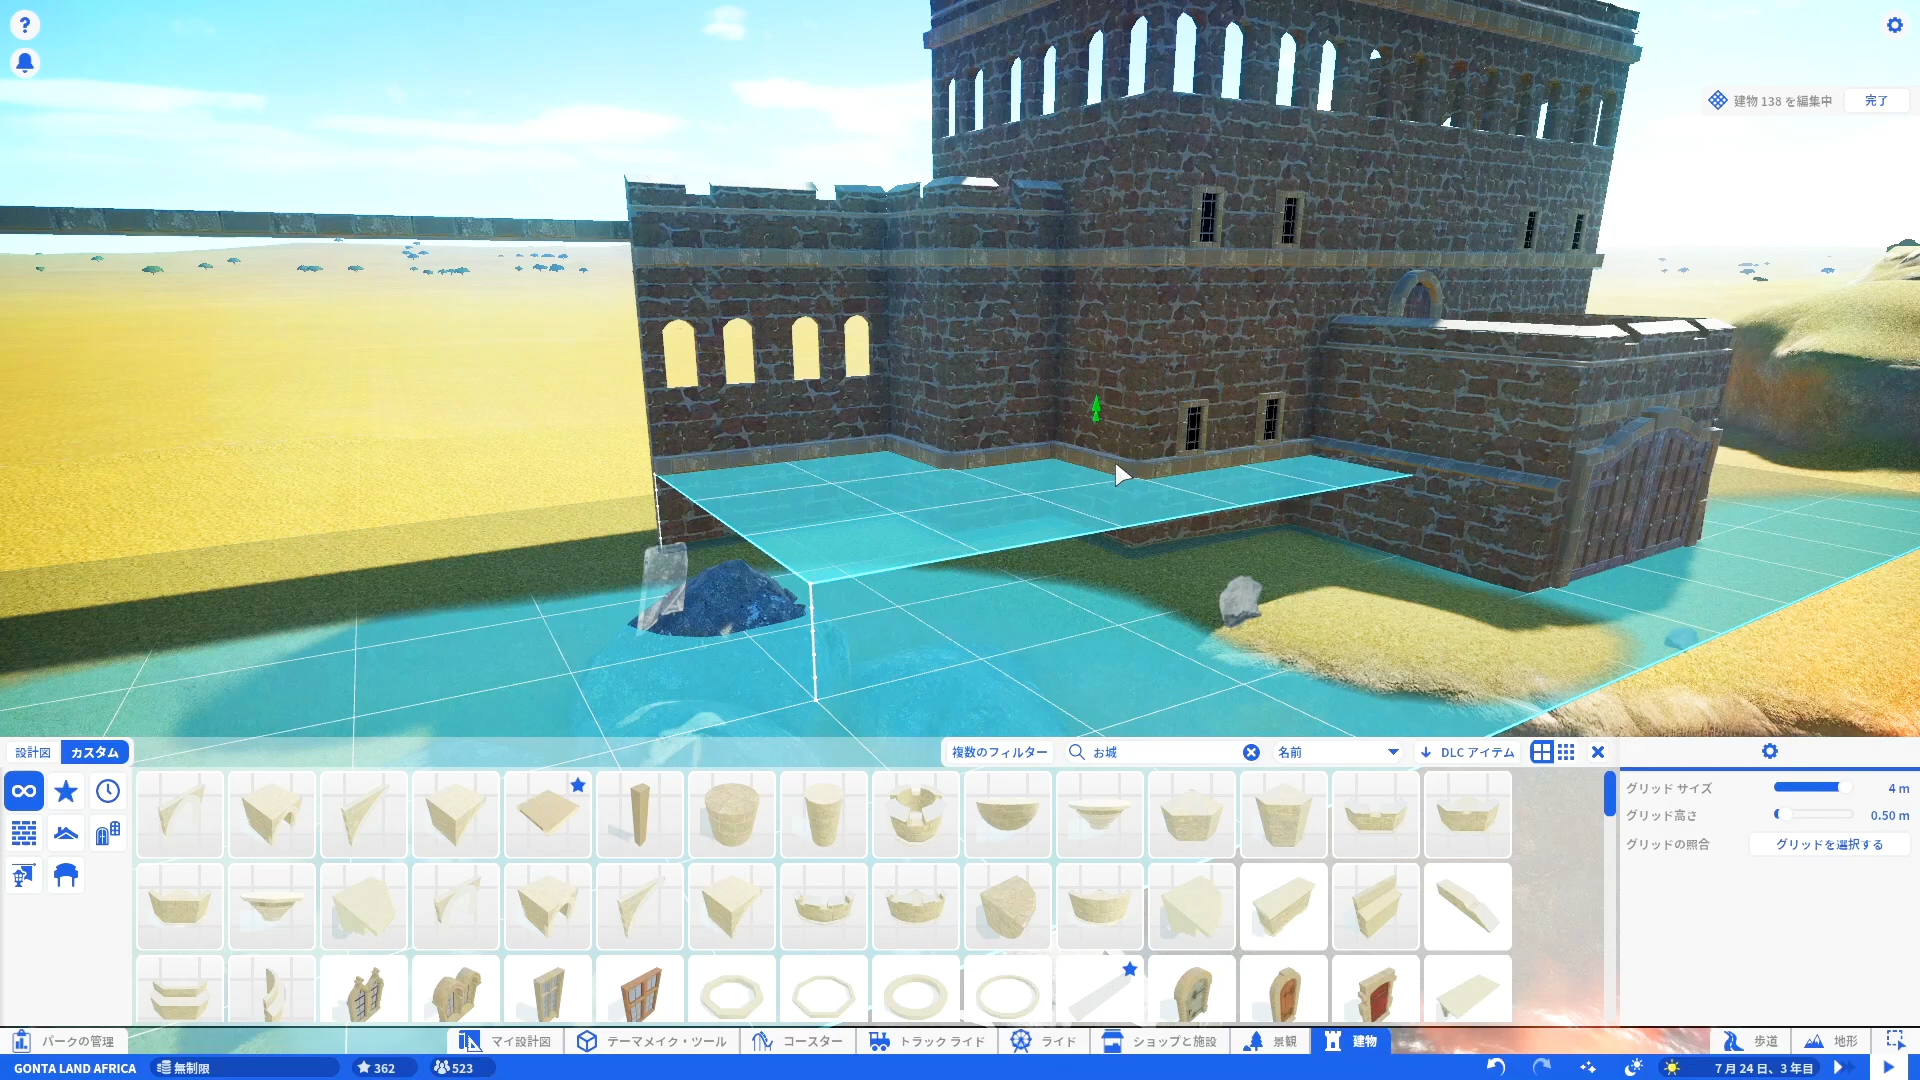 ?
建物 138 を編集中
完了
設計図
カスタム
複数のフィルター
お城
名前
DLC アイテム
グリッド サイズ
4 m
グリッド高さ
0.50 m
グリッドの照合
グリッドを選択する
パークの管理
マイ設計図
テーマメイク・ツール
コースター
トラック ライド
ライド
ショップと施設
景観
建物
歩道
地形
GONTA LAND AFRICA
無制限
362
523
7 月 24 日、3 年目